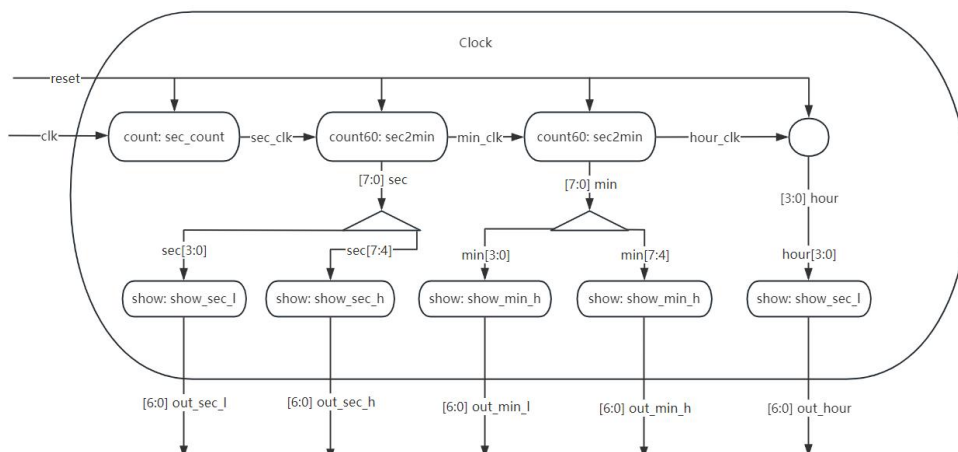 Clock
reset
clk
count: sec_count
sec_clk
count60: sec2min
min_clk
count60: sec2min
hour_clk
[7:0] sec
[7:0] min
[3:0] hour
sec[3:0]
sec[7:4]
min[3:0]
min[7:4]
hour[3:0]
show: show_sec_l
show: show_sec_h
show: show_min_h
show: show_min_h
show: show_sec_l
[6:0] out_sec_l
[6:0] out_sec_h
[6:0] out_min_l
[6:0] out_min_h
[6:0] out_hour